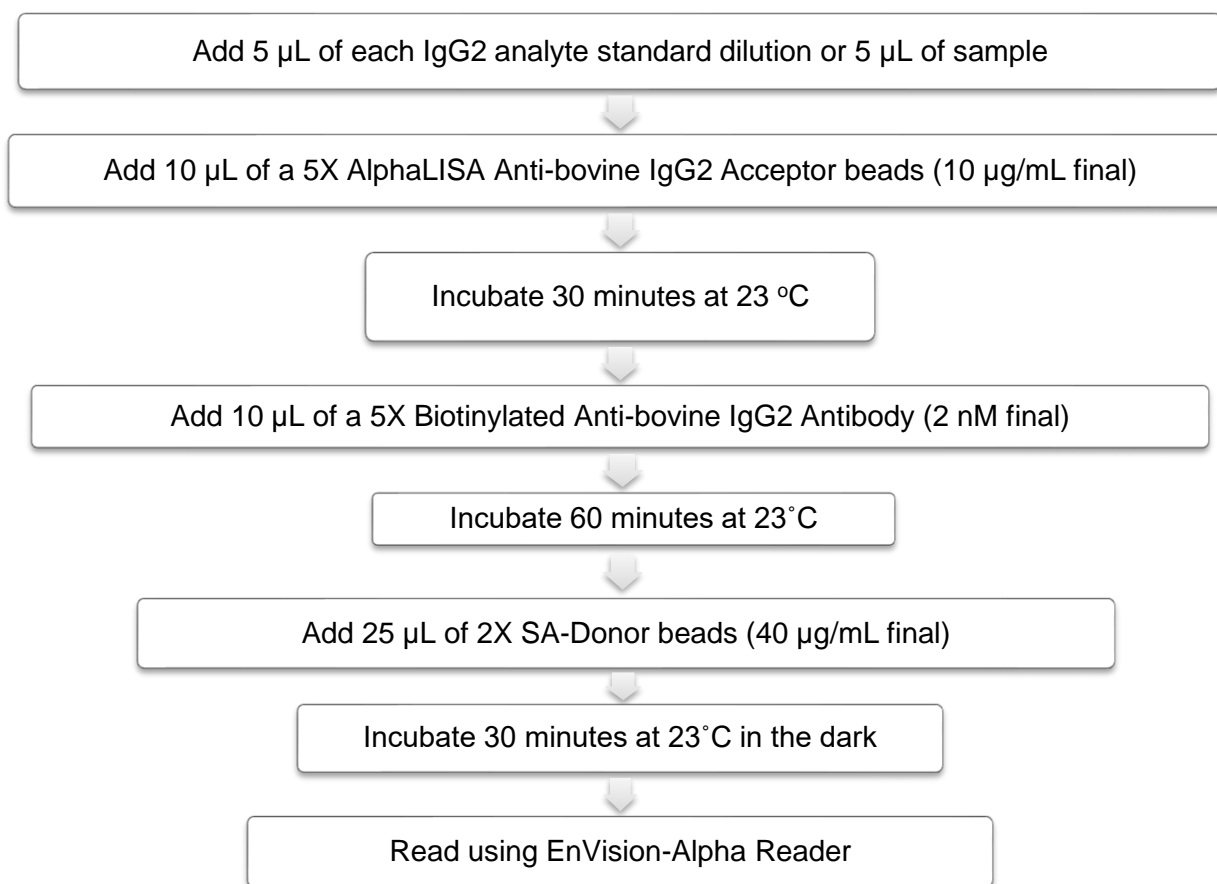 Add 5 µL of each IgG2 analyte standard dilution or 5 µL of sample
Add 10 µL of a 5X AlphaLISA Anti-bovine IgG2 Acceptor beads (10 µg/mL final)
Incubate 30 minutes at 23 ºC
Add 10 µL of a 5X Biotinylated Anti-bovine IgG2 Antibody (2 nM final)
Incubate 60 minutes at 23˚C
Add 25 µL of 2X SA-Donor beads (40 µg/mL final)
Incubate 30 minutes at 23˚C in the dark
Read using EnVision-Alpha Reader